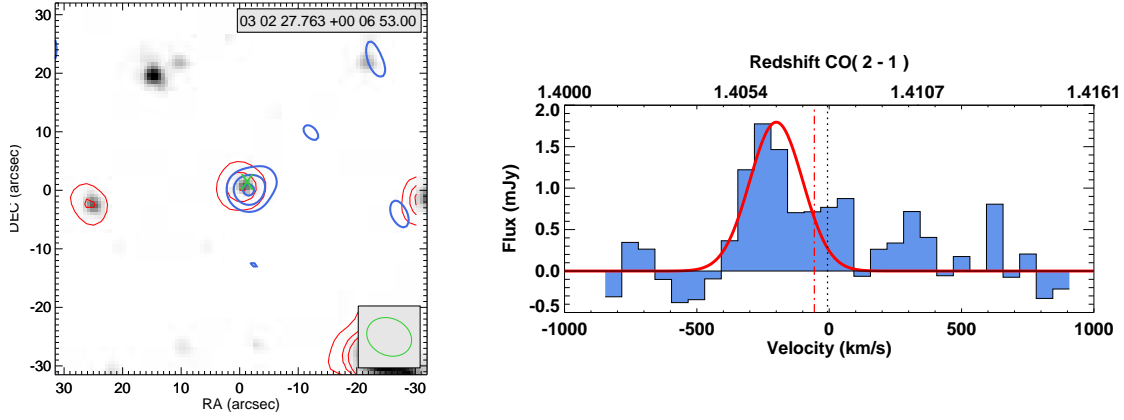 03 02 27.763 +00 06 53.00
30
20
10
0
-10
-20
-30
DEC (arcsec)
30 20 10 0 -10 -20 -30
RA (arcsec)
Redshift CO( 2 - 1 )
1.4000 1.4054 1.4107 1.4161
2.0
1.5
1.0
0.5
0.0
-0.5
Flux (mJy)
-1000 -500 0 500 1000
Velocity (km/s)